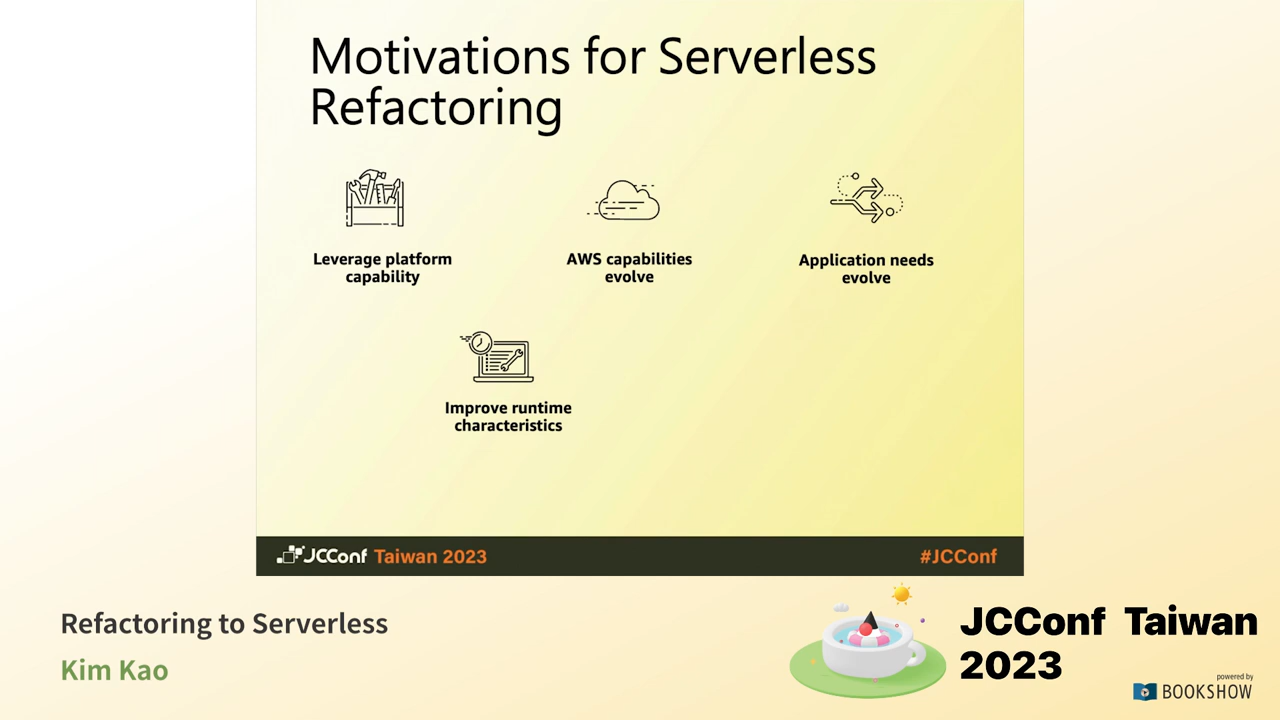 Motivations for Serverless
Refactoring
Leverage platform
capability
AWS capabilities
evolve
Application needs
evolve
Improve runtime
characteristics
JCConf Taiwan 2023
#JCConf
Refactoring to Serverless
Kim Kao
JCConf Taiwan
2023
powered by
BOOKSHOW